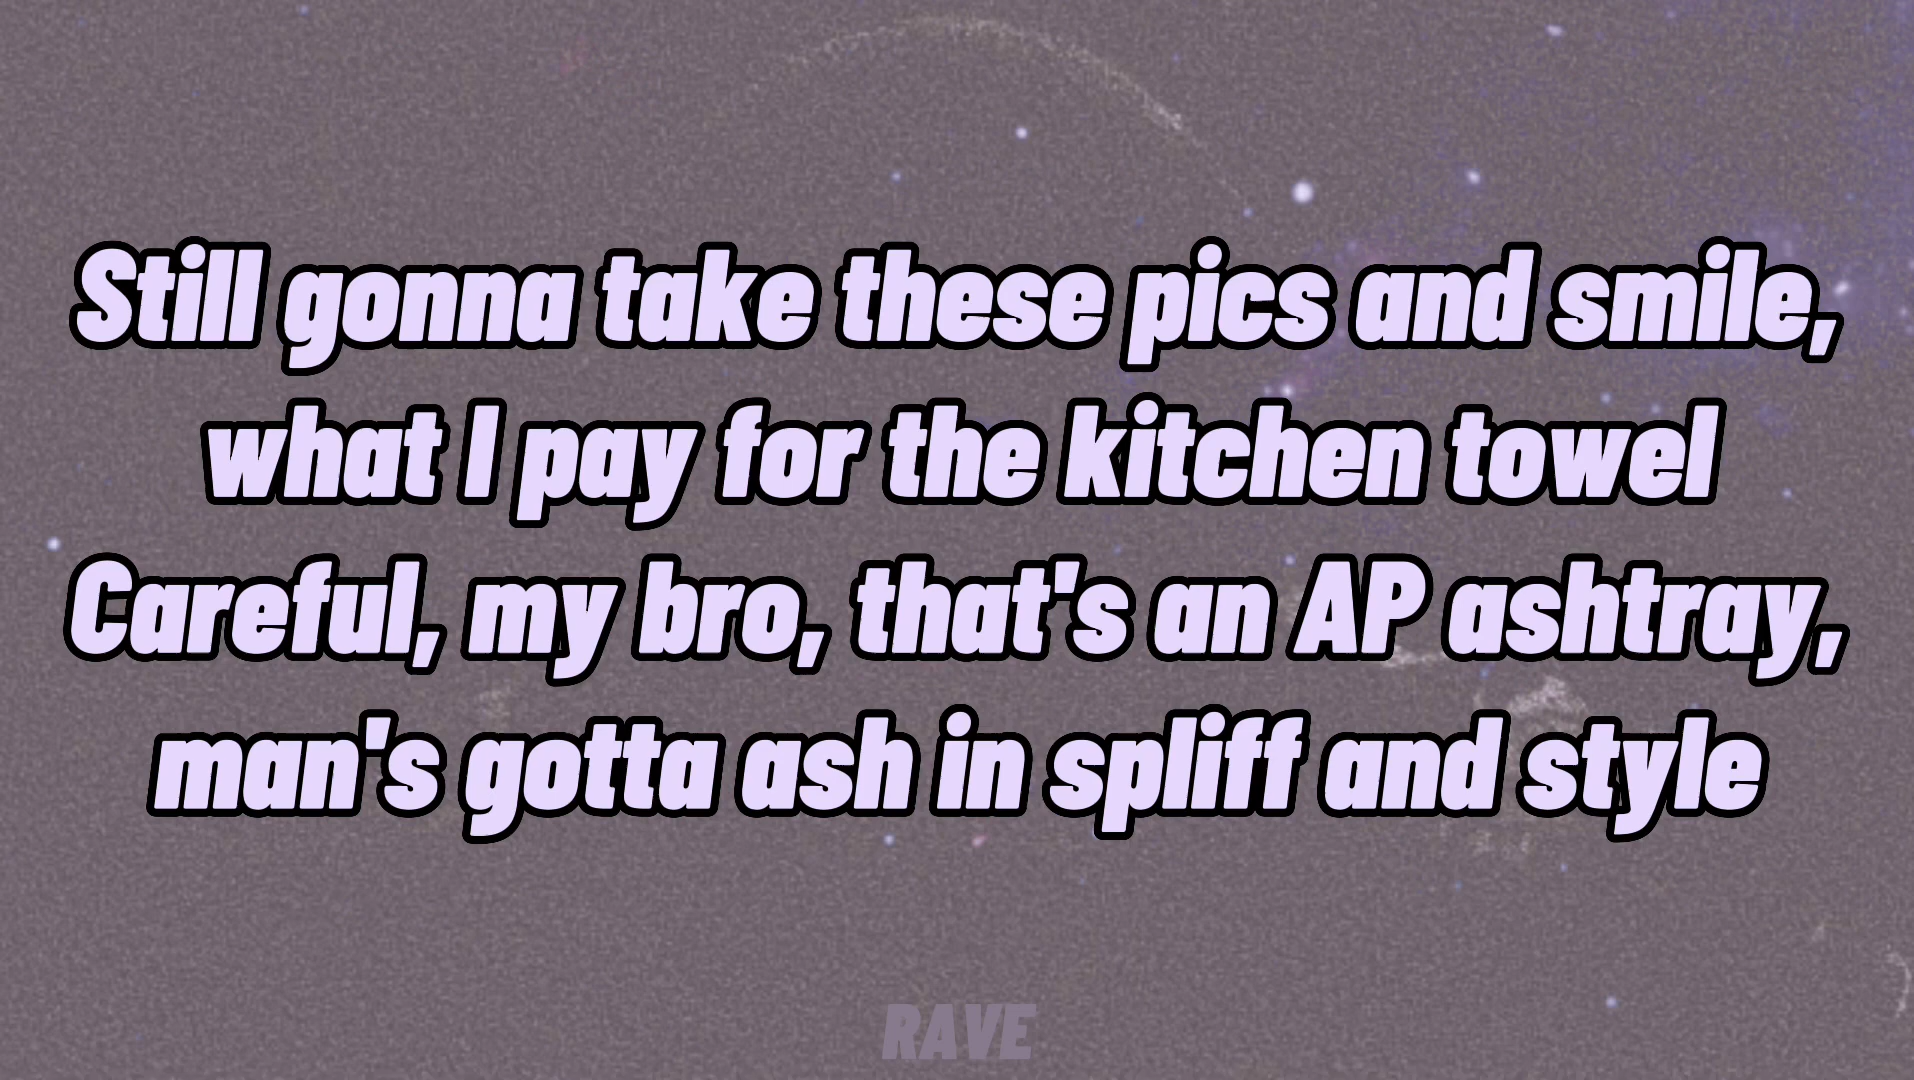 Still gonna take these pics and smile,
what I pay for the kitchen towel
Careful, my bro, that's an AP ashtray,
man's gotta ash in spliff and style
RAVE